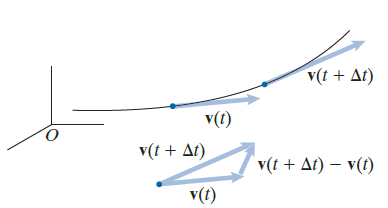 v(t + Δt)
v(t)
O
v(t + Δt)
v(t + Δt) − v(t)
v(t)